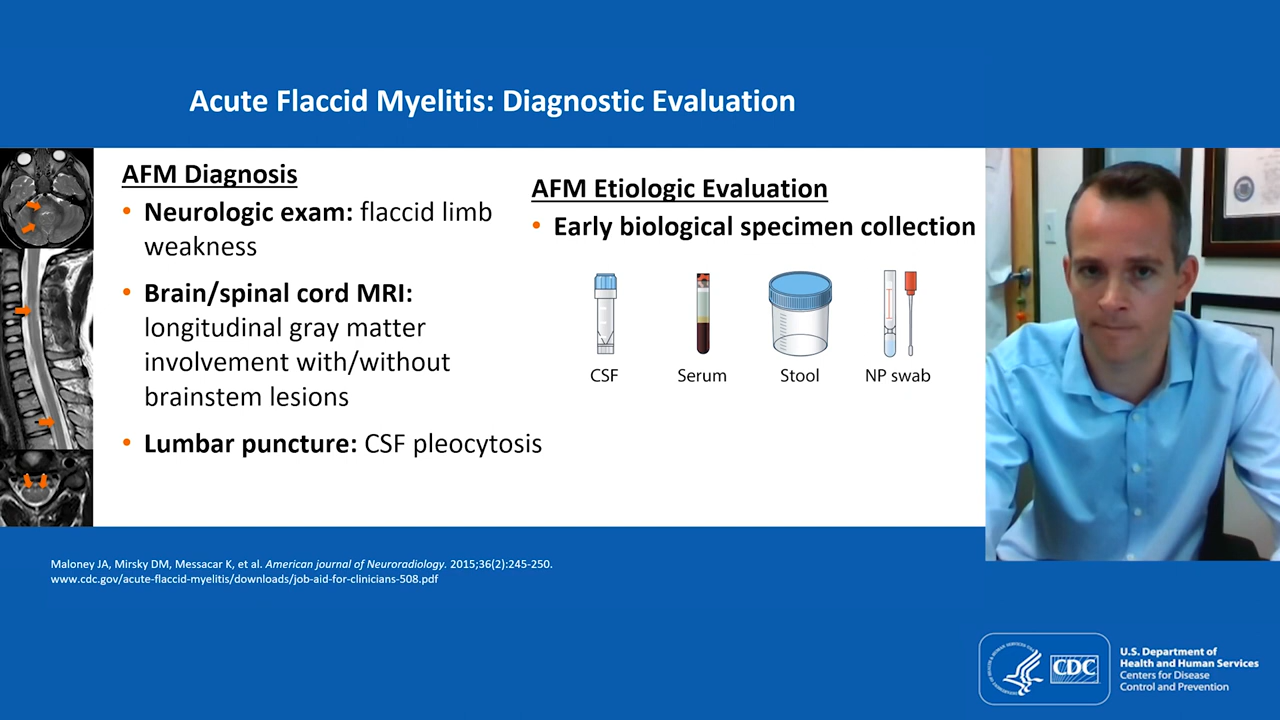 Acute Flaccid Myelitis: Diagnostic Evaluation
AFM Diagnosis
• Neurologic exam: flaccid limb
weakness
• Brain/spinal cord MRI:
longitudinal gray matter
involvement with/without
brainstem lesions
• Lumbar puncture: CSF pleocytosis
AFM Etiologic Evaluation
• Early biological specimen collection
CSF
Serum
Stool
NP swab
Maloney JA, Mirsky DM, Messacar K, et al. American journal of Neuroradiology. 2015;36(2):245-250.
www.cdc.gov/acute-flaccid-myelitis/downloads/job-aid-for-clinicians-508.pdf
CDC
U.S. Department of
Health and Human Services
Centers for Disease
Control and Prevention